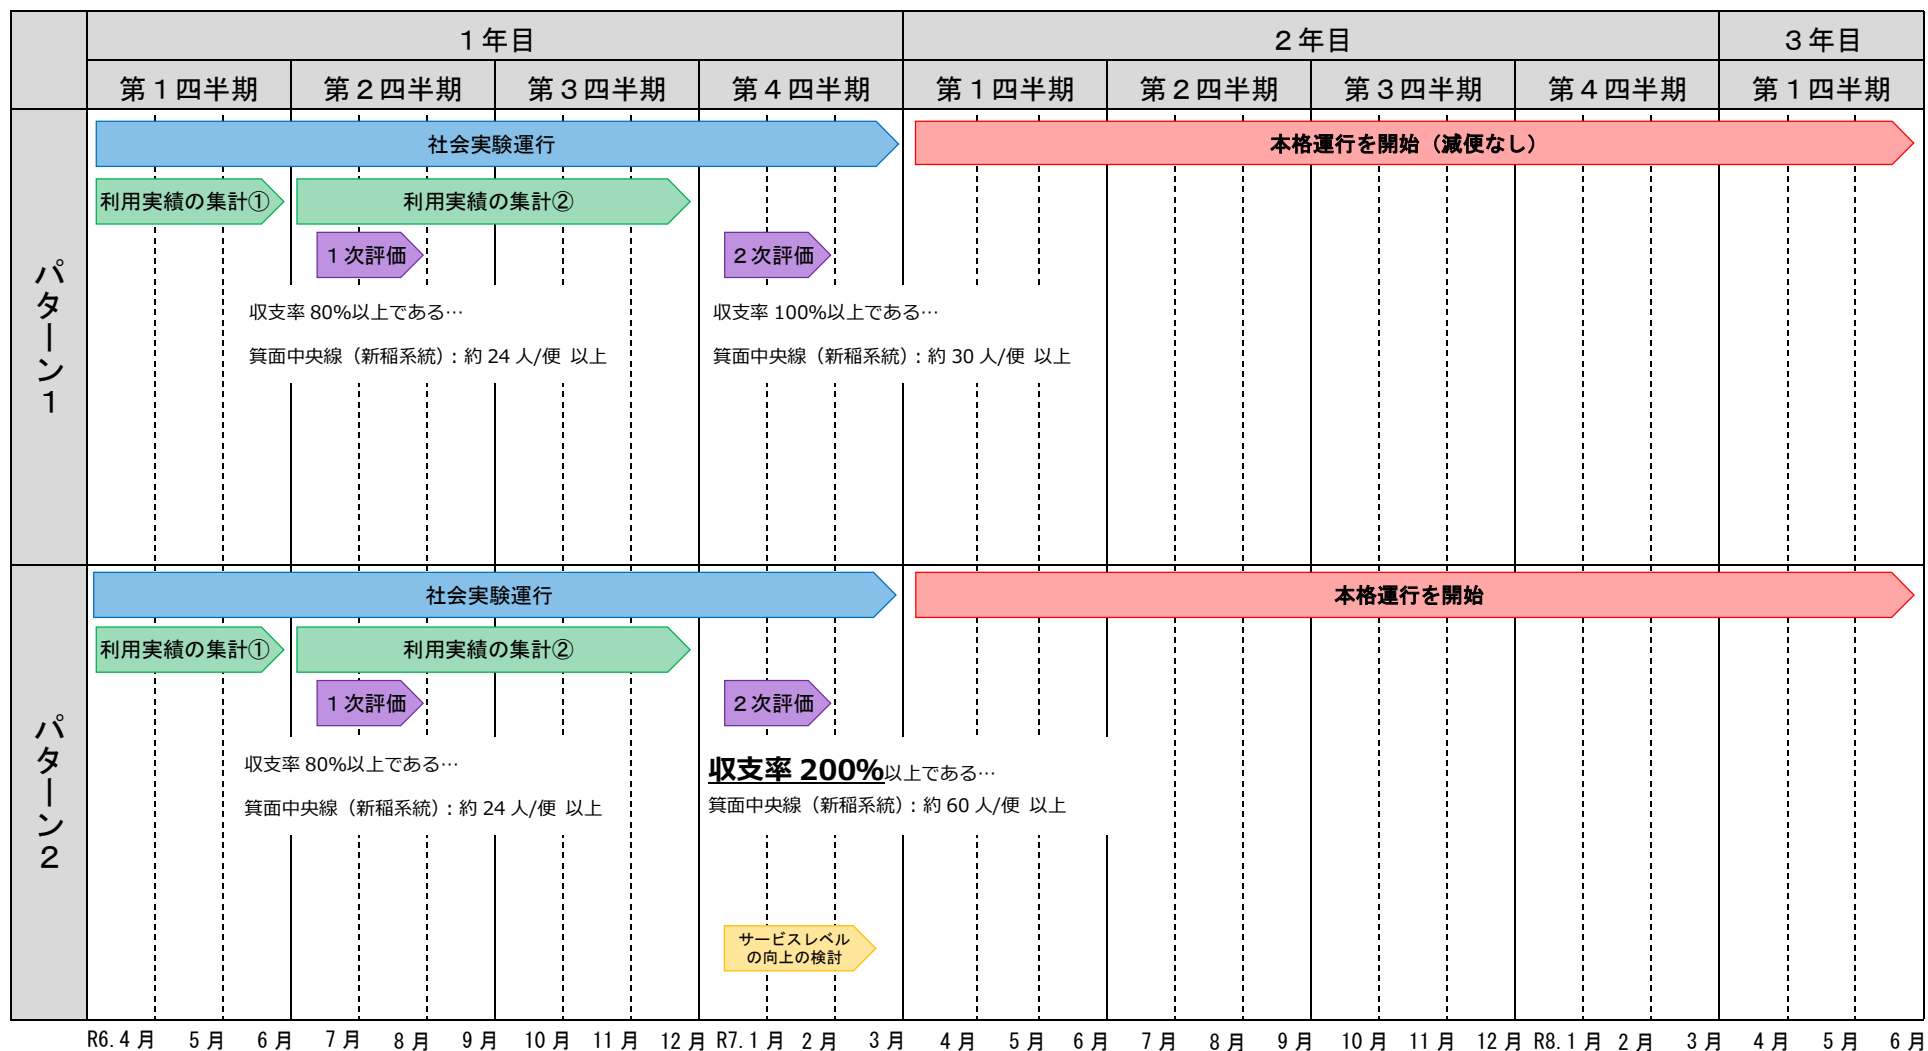 １年目
２年目
３年目
第１四半期
第２四半期
第３四半期
第４四半期
第１四半期
第２四半期
第３四半期
第４四半期
第１四半期
パターン１
社会実験運行
本格運行を開始（減便なし）
利用実績の集計①
利用実績の集計②
１次評価
２次評価
収支率 80%以上である…
箕面中央線（新稲系統）：約 24 人/便 以上
収支率 100%以上である…
箕面中央線（新稲系統）：約 30 人/便 以上
パターン２
社会実験運行
本格運行を開始
利用実績の集計①
利用実績の集計②
１次評価
２次評価
収支率 80%以上である…
箕面中央線（新稲系統）：約 24 人/便 以上
収支率 200%以上である…
箕面中央線（新稲系統）：約 60 人/便 以上
サービスレベル
の向上の検討
R6.4月 5月 6月 7月 8月 9月 10月 11月 12月 R7.1月 2月 3月 4月 5月 6月 7月 8月 9月 10月 11月 12月 R8.1月 2月 3月 4月 5月 6月